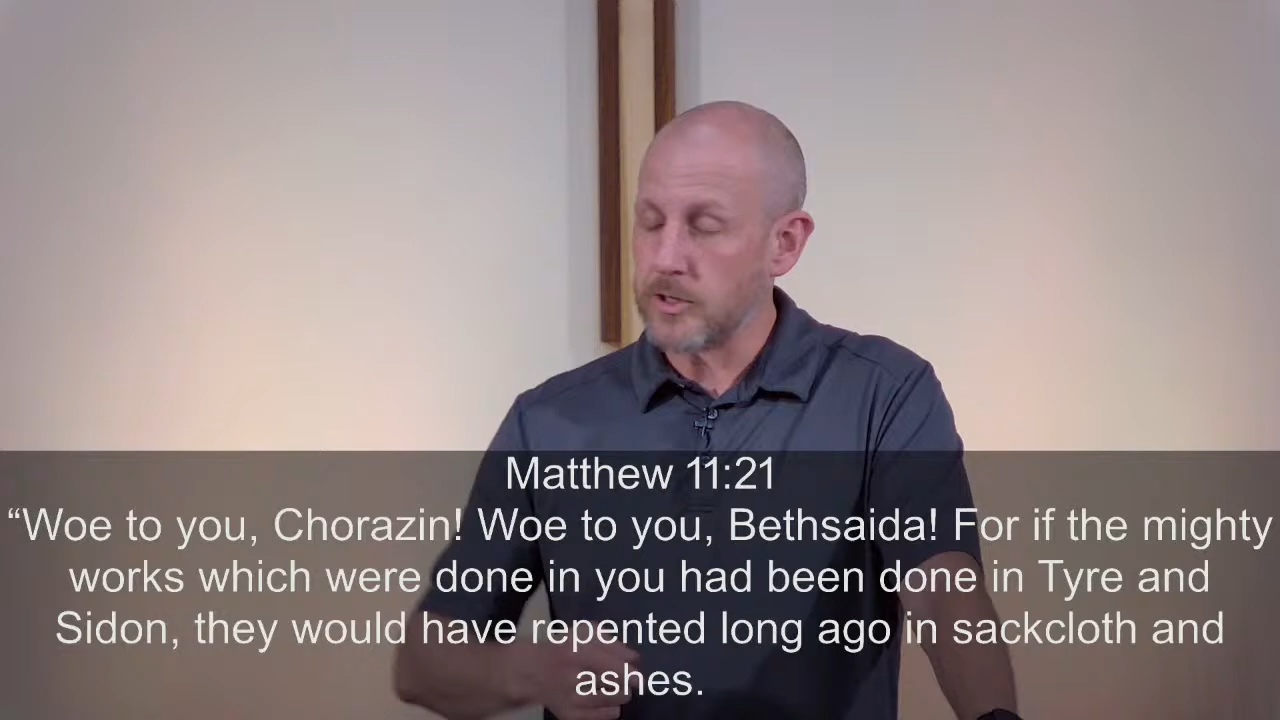 Matthew 11:21
“Woe to you, Chorazin! Woe to you, Bethsaida! For if the mighty
works which were done in you had been done in Tyre and
Sidon, they would have repented long ago in sackcloth and
ashes.